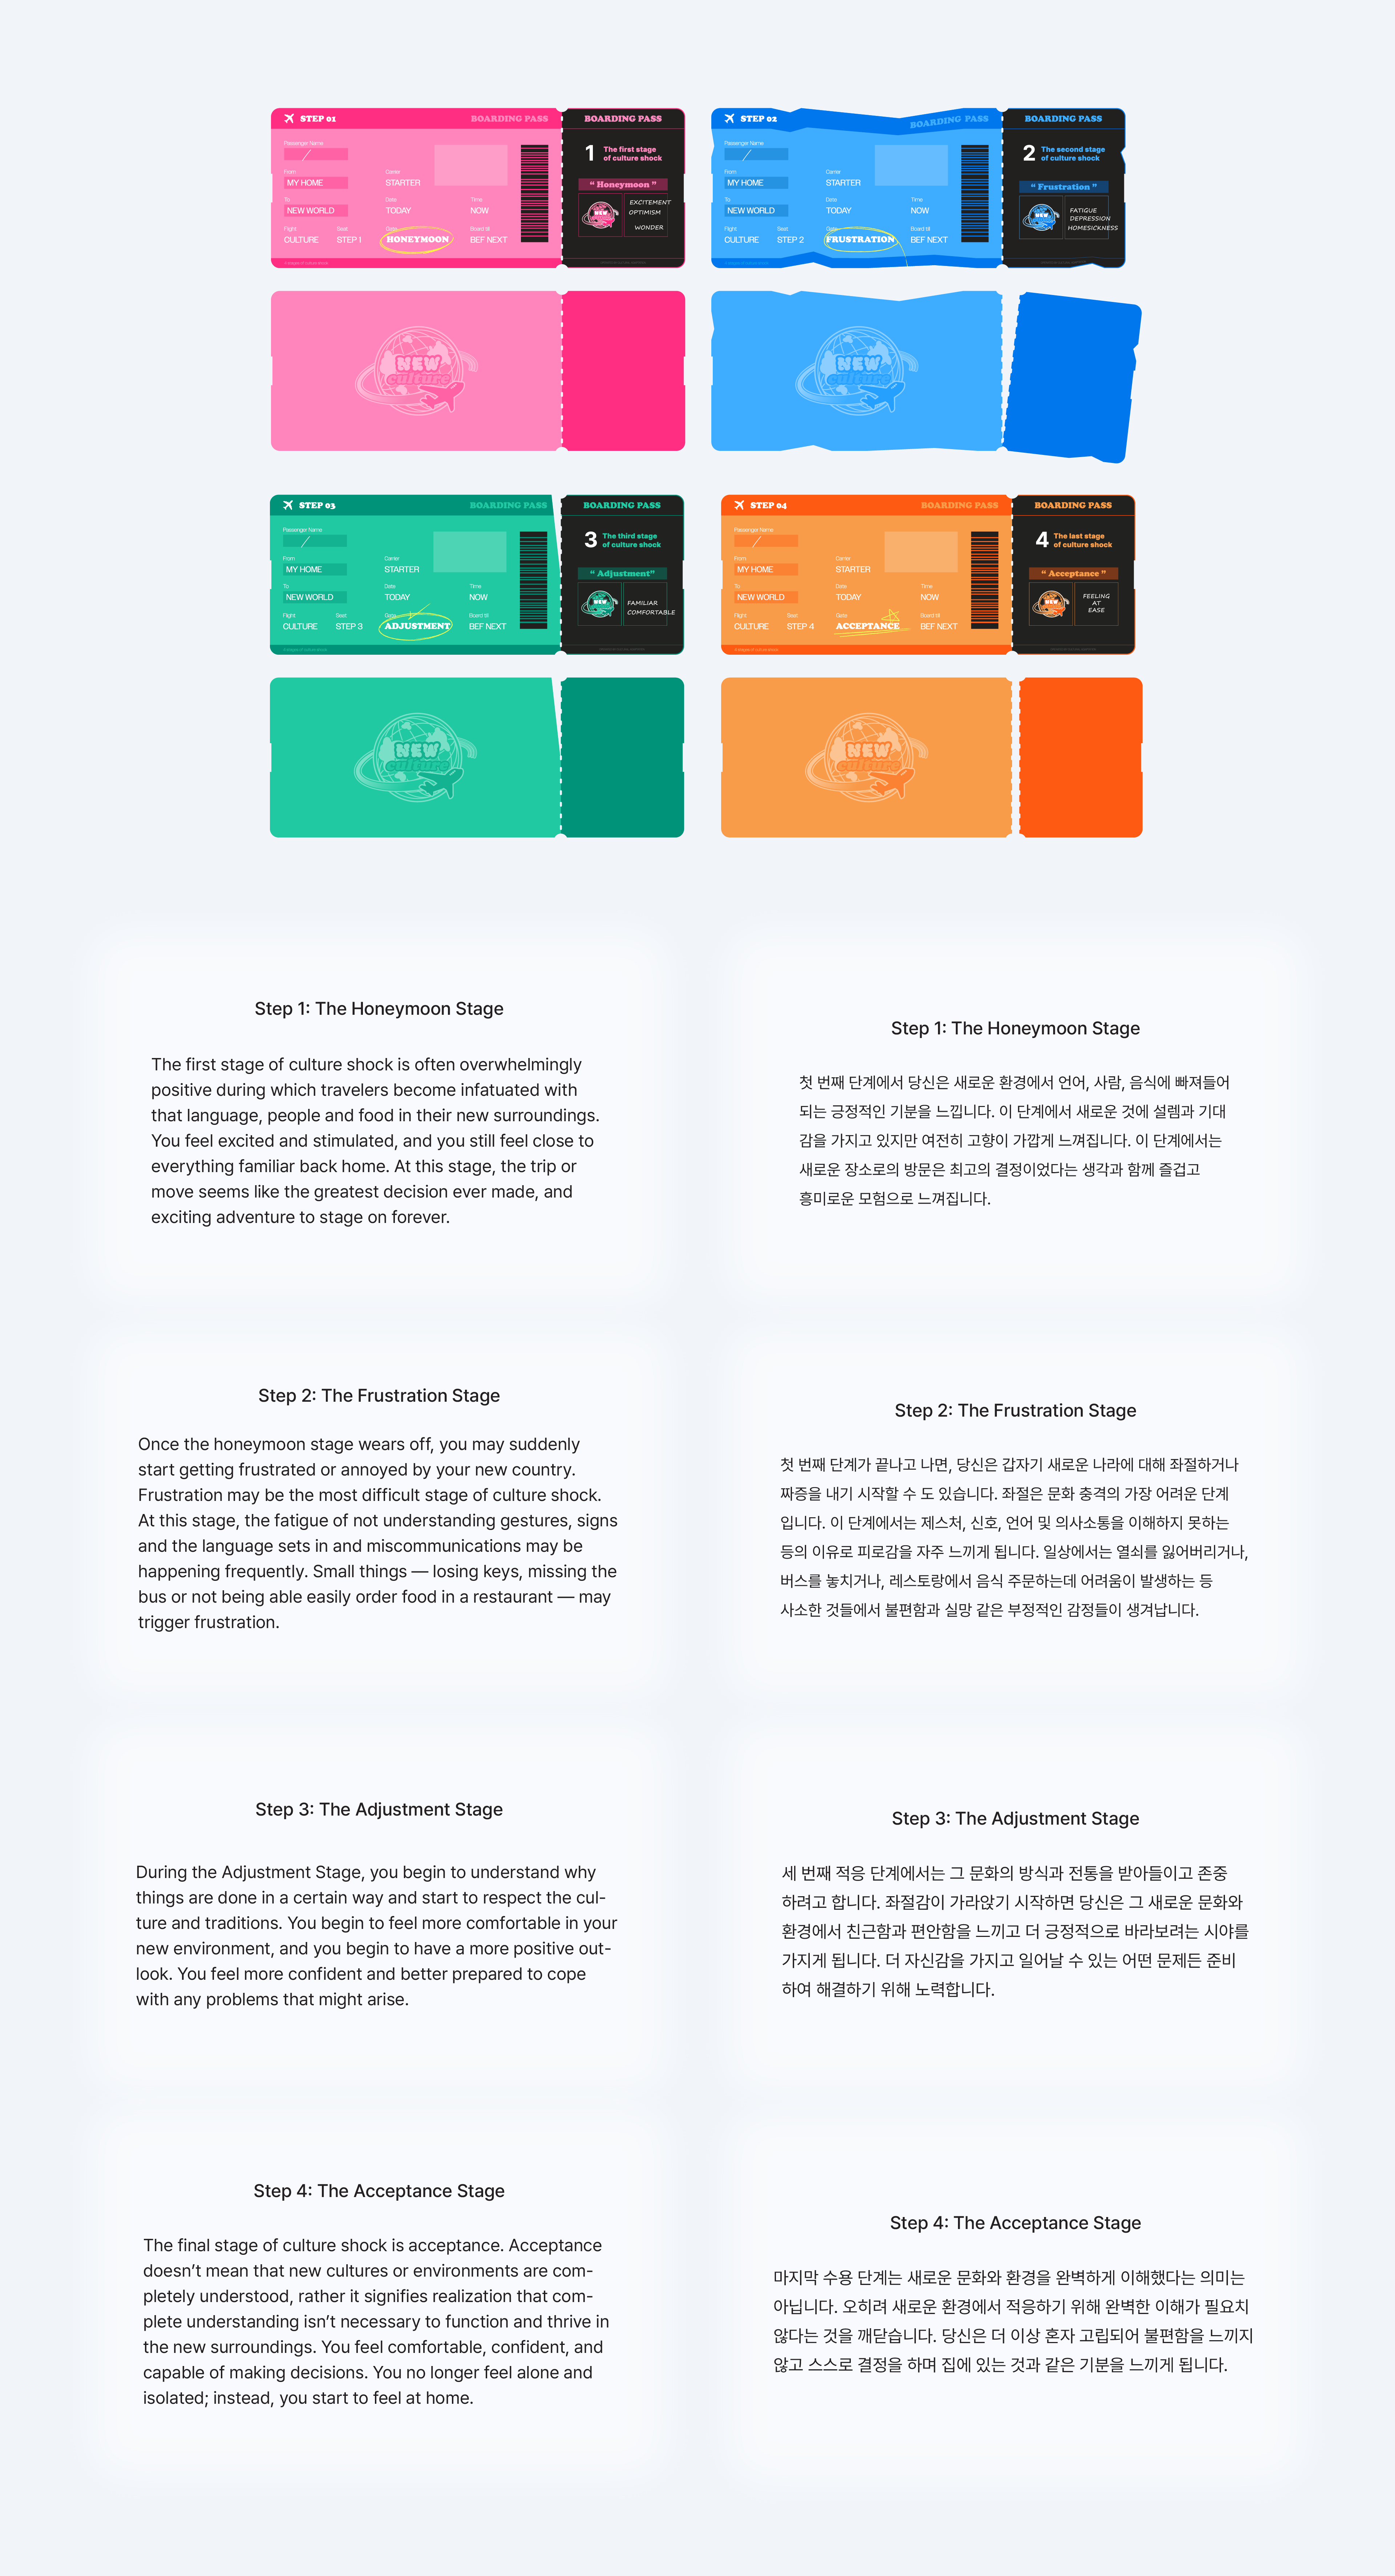 STEP 01 BOARDING PASS
Passenger Name
/
From Carrier
MY HOME STARTER
To Date Time
NEW WORLD TODAY NOW
Flight Seat Gate Board till
CULTURE STEP 1 HONEYMOON BEF NEXT
4 stages of culture shock
BOARDING PASS
1 The first stage
of culture shock
“ Honeymoon ”
NEW
EXCITEMENT
OPTIMISM
WONDER
STEP 02 BOARDING PASS
Passenger Name
/
From Carrier
MY HOME STARTER
To Date Time
NEW WORLD TODAY NOW
Flight Seat Gate Board till
CULTURE STEP 2 FRUSTRATION BEF NEXT
BOARDING PASS
2 The second stage
of culture shock
“ Frustration ”
NEW
FATIGUE
DEPRESSION
HOMESICKNESS
NEW
culture
NEW
culture
STEP 03 BOARDING PASS
Passenger Name
/
From Carrier
MY HOME STARTER
To Date Time
NEW WORLD TODAY NOW
Flight Seat Gate Board till
CULTURE STEP 3 ADJUSTMENT BEF NEXT
4 stages of culture shock
BOARDING PASS
3 The third stage
of culture shock
“ Adjustment”
NEW
FAMILIAR
COMFORTABLE
STEP 04 BOARDING PASS
Passenger Name
/
From Carrier
MY HOME STARTER
To Date Time
NEW WORLD TODAY NOW
Flight Seat Gate Board till
CULTURE STEP 4 ACCEPTANCE BEF NEXT
4 stages of culture shock
BOARDING PASS
4 The last stage
of culture shock
“ Acceptance ”
NEW
FEELING
AT
EASE
NEW
culture
NEW
culture
Step 1: The Honeymoon Stage
The first stage of culture shock is often overwhelmingly
positive during which travelers become infatuated with
that language, people and food in their new surroundings.
You feel excited and stimulated, and you still feel close to
everything familiar back home. At this stage, the trip or
move seems like the greatest decision ever made, and
exciting adventure to stage on forever.
Step 1: The Honeymoon Stage
첫 번째 단계에서 당신은 새로운 환경에서 언어, 사람, 음식에 빠져들어
되는 긍정적인 기분을 느낍니다. 이 단계에서 새로운 것에 설렘과 기대
감을 가지고 있지만 여전히 고향이 가깝게 느껴집니다. 이 단계에서는
새로운 장소로의 방문은 최고의 결정이었다는 생각과 함께 즐겁고
흥미로운 모험으로 느껴집니다.
Step 2: The Frustration Stage
Once the honeymoon stage wears off, you may suddenly
start getting frustrated or annoyed by your new country.
Frustration may be the most difficult stage of culture shock.
At this stage, the fatigue of not understanding gestures, signs
and the language sets in and miscommunications may be
happening frequently. Small things — losing keys, missing the
bus or not being able easily order food in a restaurant — may
trigger frustration.
Step 2: The Frustration Stage
첫 번째 단계가 끝나고 나면, 당신은 갑자기 새로운 나라에 대해 좌절하거나
짜증을 내기 시작할 수 도 있습니다. 좌절은 문화 충격의 가장 어려운 단계
입니다. 이 단계에서는 제스처, 신호, 언어 및 의사소통을 이해하지 못하는
등의 이유로 피로감을 자주 느끼게 됩니다. 일상에서는 열쇠를 잃어버리거나,
버스를 놓치거나, 레스토랑에서 음식 주문하는데 어려움이 발생하는 등
사소한 것들에서 불편함과 실망 같은 부정적인 감정들이 생겨납니다.
Step 3: The Adjustment Stage
During the Adjustment Stage, you begin to understand why
things are done in a certain way and start to respect the cul-
ture and traditions. You begin to feel more comfortable in your
new environment, and you begin to have a more positive out-
look. You feel more confident and better prepared to cope
with any problems that might arise.
Step 3: The Adjustment Stage
세 번째 적응 단계에서는 그 문화의 방식과 전통을 받아들이고 존중
하려고 합니다. 좌절감이 가라앉기 시작하면 당신은 그 새로운 문화와
환경에서 친근함과 편안함을 느끼고 더 긍정적으로 바라보려는 시야를
가지게 됩니다. 더 자신감을 가지고 일어날 수 있는 어떤 문제든 준비
하여 해결하기 위해 노력합니다.
Step 4: The Acceptance Stage
The final stage of culture shock is acceptance. Acceptance
doesn’t mean that new cultures or environments are com-
pletely understood, rather it signifies realization that com-
plete understanding isn’t necessary to function and thrive in
the new surroundings. You feel comfortable, confident, and
capable of making decisions. You no longer feel alone and
isolated; instead, you start to feel at home.
Step 4: The Acceptance Stage
마지막 수용 단계는 새로운 문화와 환경을 완벽하게 이해했다는 의미는
아닙니다. 오히려 새로운 환경에서 적응하기 위해 완벽한 이해가 필요치
않다는 것을 깨닫습니다. 당신은 더 이상 혼자 고립되어 불편함을 느끼지
않고 스스로 결정을 하며 집에 있는 것과 같은 기분을 느끼게 됩니다.